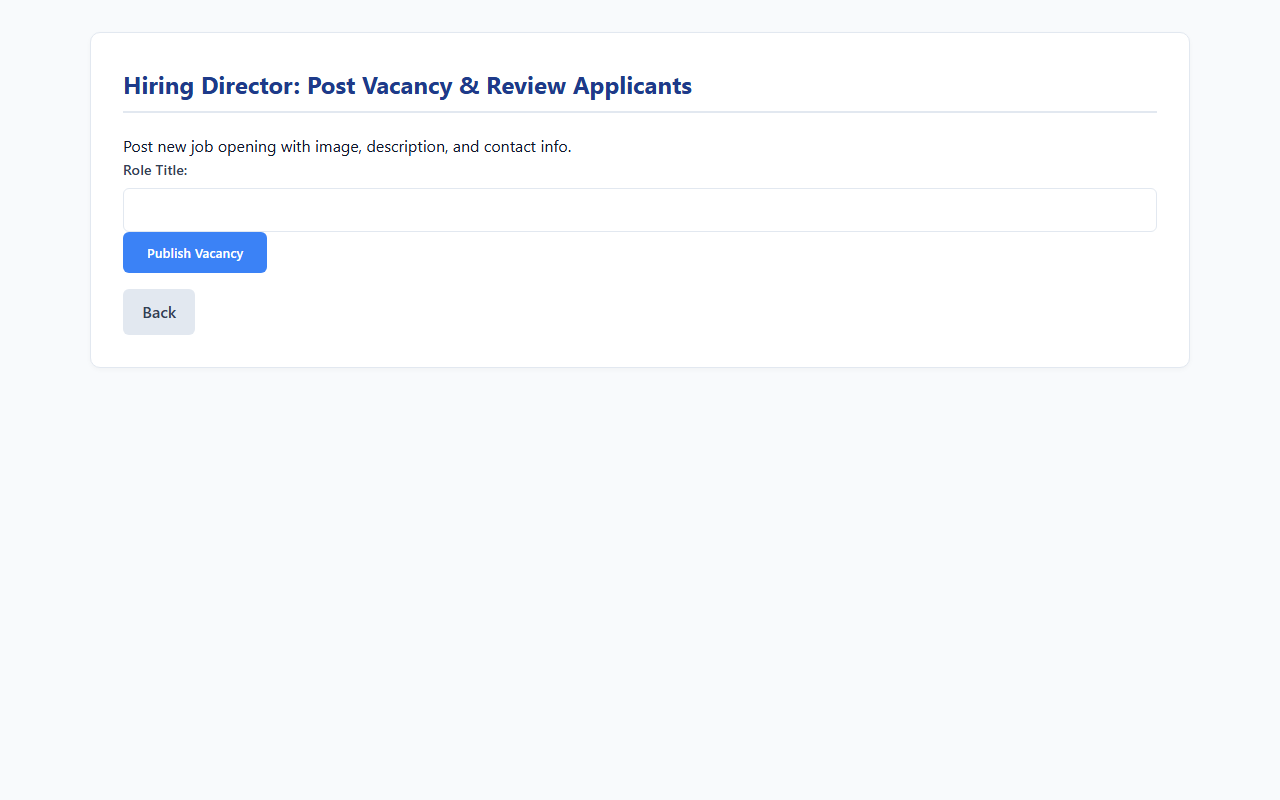 Hiring Director: Post Vacancy & Review Applicants
Post new job opening with image, description, and contact info.
Role Title:
Publish Vacancy
Back